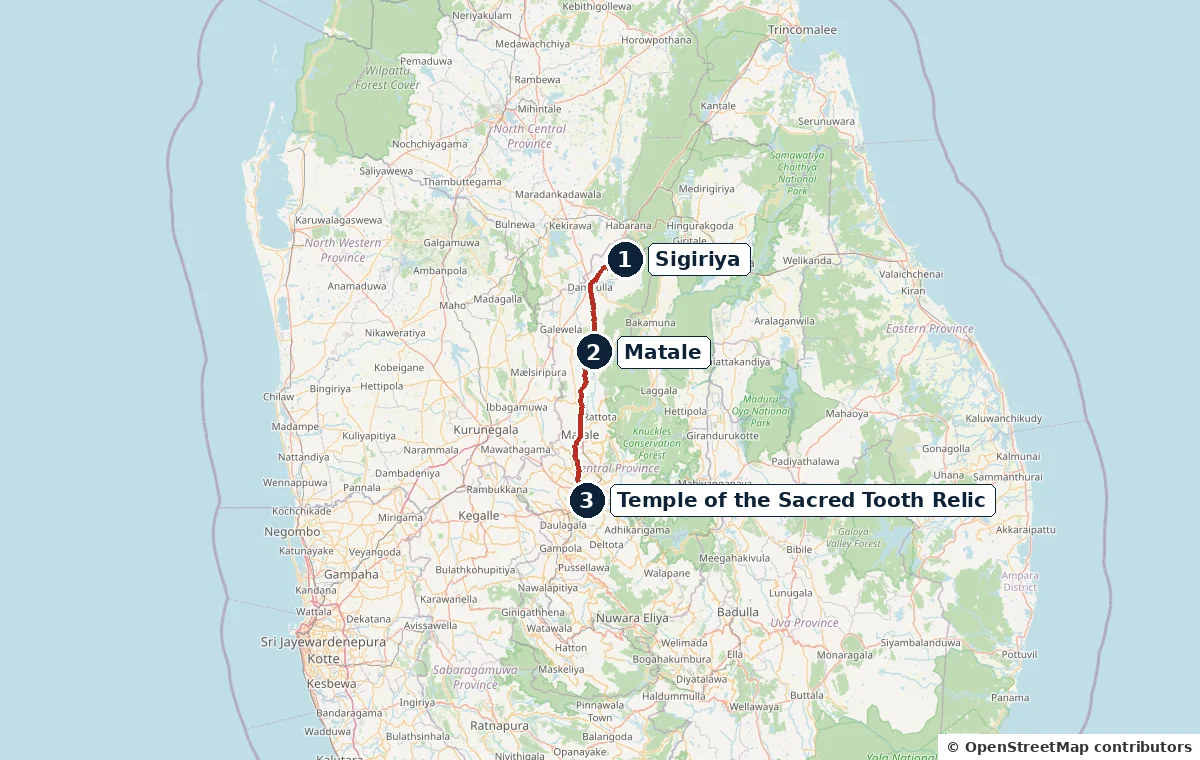 Kebithigollewa
Neriyakulam
Trincomalee
Medawachchiya
Horowpothana
Pemaduwa
Wilpattu
Forest Cover
Rambewa
Kantale
Mihintale
Serunuwara
North Central
Province
Nochchiyagama
Somawatiya
Chaithya
National
Park
Saliyawewa
Thambuttegama
Maradankadawala
Medirigiriya
Karuwalagaswewa
Bulnewa
Kekirawa
Habarana
Hingurakgoda
North Western
Province
Galgamuwa
Giritale
1
Sigiriya
Welikanda
Ambanpola
Valaichchenai
Anamaduwa
Kiran
Madagalla
Maho
Nikaweratiya
Galewela
Bakamuna
Aralaganwila
Eastern Province
2
Matale
Kobeigane
Mælsiripura
Bingiriya
Hettipola
Laggala
Chilaw
Maduru
Oya National
Park
Ibbagamuwa
Hettipola
Mahaoya
Rattota
Kaluwanchikudy
Madampe
Kuliyapitiya
Kurunegala
Knuckles
Conservation
Forest
Girandurukotte
Nattandiya
Narammala
Mawathagama
Gonagolla
Kalmunai
Dambadeniya
Padiyathalawa
Uhana
Sammanthurai
Wennappuwa
Pannala
Rambukkana
3
Temple of the Sacred Tooth Relic
Kochchikade
Mirigama
Kegalle
Negombo
Daulagala
Adhikarigama
Akkaraipattu
Galoya
Valley Forest
Katunayake
Veyangoda
Gampola
Deltota
Meegahakivula
Bibile
Gampaha
Bulathkohupitiya
Pussellawa
Walapane
Ampara
District
Kandana
Karawanella
Nawalapitiya
Lunugala
Wattala
Dekatana
Ginigathhena
Nuwara Eliya
Badulla
Avissawella
Watawala
Uva Province
Sri Jayewardenepura
Kotte
Hatton
Welimada
Ella
Siyambalanduwa
Bogahakumbura
Monaragala
Pottuvil
Sabaragamuwa
Province
Maskeliya
Kesbewa
Diyatalawa
Haldummulla
Buttala
Panama
Ingiriya
Pinnawala
Town
Wellawaya
Bandaragama
Ratnapura
Wadduwa
Bulathsinhala
Balangoda
Opanayake
Nivithigala
Kalutara
Yala National
© OpenStreetMap contributors